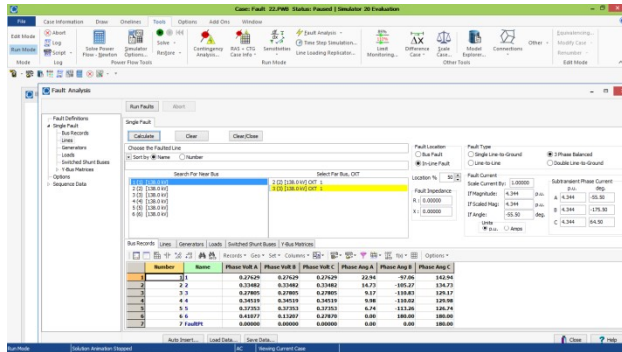 Case: Fault 22.PWB Status: Paused | Simulator 20 Evaluation
File Case Information Draw Onelines Tools Options Add Ons Window
Edit Mode
Run Mode
Abort
Log
Script
Solve Power Flow - Newton
Simulator Options...
Solve
Restore
Contingency Analysis...
RAS + CTG Case Info
Sensitivities
Fault Analysis
Time Step Simulation...
Line Loading Replicator...
Limit Monitoring...
Difference Case
Scale Case...
Model Explorer...
Connections
Other
Equivalencing...
Modify Case
Renumber
Mode Log Power Flow Tools Run Mode Other Tools Edit Mode
Fault Analysis
Run Faults Abort
Fault Definitions
Single Fault
Bus Records
Lines
Generators
Loads
Switched Shunt Buses
Y-Bus Matrices
Options
Sequence Data
Single Fault
Calculate Clear Clear/Close
Choose the Faulted Line
Sort by Name Number
Search For Near Bus Select Far Bus, CKT
2 (2) [138.0 kV]
3 (3) [138.0 kV]
4 (4) [138.0 kV]
5 (5) [138.0 kV]
6 (6) [138.0 kV]
2 (2) [138.0 kV] CKT 1
3 (3) [138.0 kV] CKT 1
Fault Location
Bus Fault
In-Line Fault
Location % 50
Fault Impedance
R : 0.00000
X : 0.00000
Fault Type
Single Line-to-Ground 3 Phase Balanced
Line-to-Line Double Line-to-Ground
Fault Current
Scale Current By: 1.00000
If Magnitude: 4.344 p.u.
If Scaled Mag: 4.344 p.u.
If Angle: -55.50 deg.
Units
p.u. Amps
Subtransient Phase Current
p.u. deg.
A 4.344 -55.50
B 4.344 -175.50
C 4.344 64.50
Bus Records Lines Generators Loads Switched Shunt Buses Y-Bus Matrices
Records Geo Set Columns Options
Number Name Phase Volt A Phase Volt B Phase Volt C Phase Ang A Phase Ang B Phase Ang C
1 1 1 0.27629 0.27629 0.27629 22.94 -97.06 142.94
2 2 2 0.33482 0.33482 0.33482 14.73 -105.27 134.73
3 3 3 0.27805 0.27805 0.27805 9.17 -110.83 129.17
4 4 4 0.34519 0.34519 0.34519 9.98 -110.02 129.98
5 5 5 0.37353 0.37353 0.37353 6.74 -113.26 126.74
6 6 6 0.41077 0.13207 0.27870 0.00 180.00 180.00
7 7 FaultPt 0.00000 0.00000 0.00000 0.00 0.00 0.00
Auto Insert... Load Data... Save Data... Close Help
Run Mode Solution Animation Stopped AC Viewing Current Case